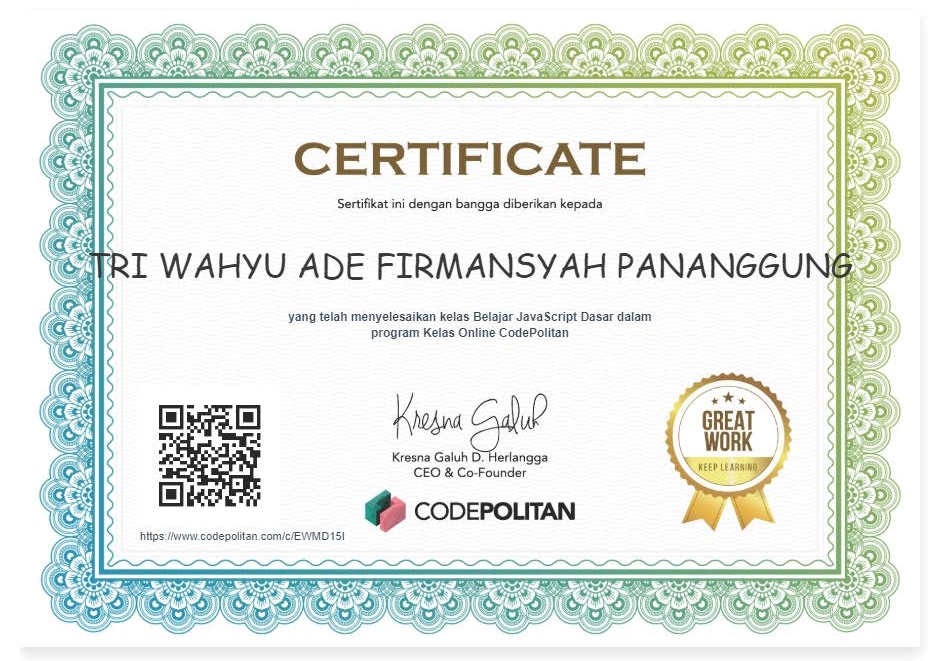 CERTIFICATE
Sertifikat ini dengan bangga diberikan kepada
TRI WAHYU ADE FIRMANSYAH PANANGGUNG
yang telah menyelesaikan kelas Belajar JavaScript Dasar dalam
program Kelas Online CodePolitan
Kresna Galuh
Kresna Galuh D. Herlangga
CEO & Co-Founder
CODEPOLITAN
https://www.codepolitan.com/c/EWMD15I
GREAT
WORK
KEEP LEARNING